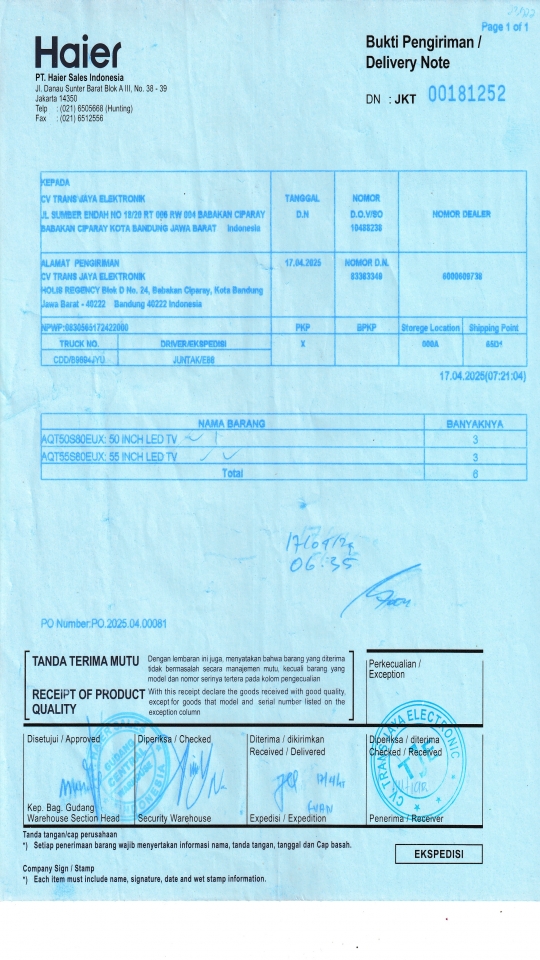 Page 1 of 1
Haier
PT. Haier Sales Indonesia
Jl. Danau Sunter Barat Blok A III, No. 38 - 39
Jakarta 14350
Telp : (021) 6505668 (Hunting)
Fax : (021) 6512556
Bukti Pengiriman /
Delivery Note
DN : JKT 00181252
KEPADA
CV TRANS JAYA ELEKTRONIK
JL SUMBER ENDAH NO 18/20 RT 006 RW 004 BABAKAN CIPARAY
BABAKAN CIPARAY KOTA BANDUNG JAWA BARAT Indonesia
TANGGAL
D.N
NOMOR
D.O.V/BO
10488238
NOMOR DEALER
ALAMAT PENGIRIMAN
CV TRANS JAYA ELEKTRONIK
HOLIS REGENCY Blok D No. 24, Babakan Ciparay, Kota Bandung
Jawa Barat - 40222 Bandung 40222 Indonesia
17.04.2025
NOMOR D.N.
83383349
6000609738
NPWP:0830565172422000
PKP
BPKP
Storege Location
Shipping Point
TRUCK NO.
DRIVER/EKSPEDISI
X
JUNTAK/E88
17.04.2025(07:21:04)
NAMA BARANG
BANYAKNYA
AQT50S80EUX: 50 INCH LED TV
3
AQT55S80EUX: 55 INCH LED TV
3
Total
6
06:35
PO Number:PO.2025.04.00081
TANDA TERIMA MUTU
Dengan lembaran ini juga, menyatakan bahwa barang yang diterima
tidak bermasalah secara manajemen mutu, kecuali barang yang
model dan nomor serinya tertera pada kolom pengecualian
RECEIPT OF PRODUCT
QUALITY
With this receipt declare the goods received with good quality,
except for goods that model and serial number listed on the
exception column
Perkecualian /
Exception
Disetujui / Approved
Kep. Bag. Gudang
Warehouse Section Head
Diperiksa / Checked
Security Warehouse
Diterima / dikirimkan
Received / Delivered
Expedisi / Expedition
Diperiksa / diterima
Checked / Received
CV. TRANS JAYA ELECTRONIC
TJE
Penerima / Receiver
Tanda tangan/cap perusahaan
*) Setiap penerimaan barang wajib menyertakan informasi nama, tanda tangan, tanggal dan Cap basah.
EKSPEDISI
Company Sign / Stamp
*) Each item must include name, signature, date and wet stamp information.